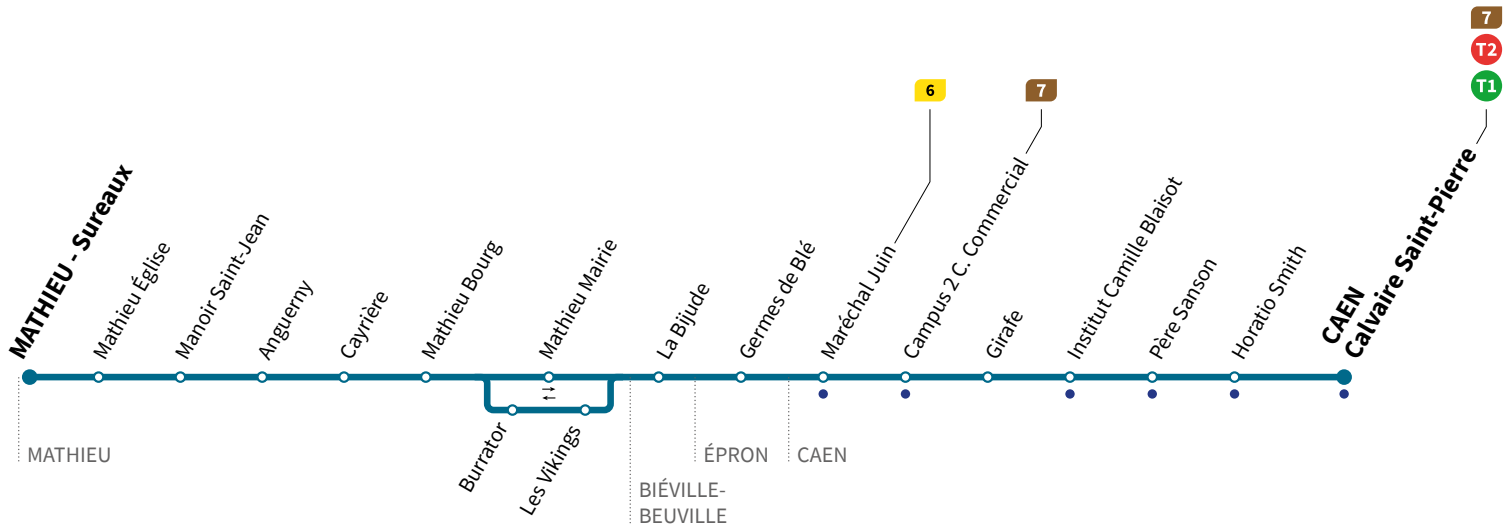 7
T2
T1
6
7
MATHIEU - Sureaux
Mathieu Église
Manoir Saint-Jean
Anguerny
Cayrière
Mathieu Bourg
Mathieu Mairie
La Bijude
Germes de Blé
Maréchal Juin
Campus 2 C. Commercial
Girafe
Institut Camille Blaisot
Père Sanson
Horatio Smith
CAEN
Calvaire Saint-Pierre
Burrator
Les Vikings
MATHIEU
BIÉVILLE-
BEUVILLE
ÉPRON
CAEN